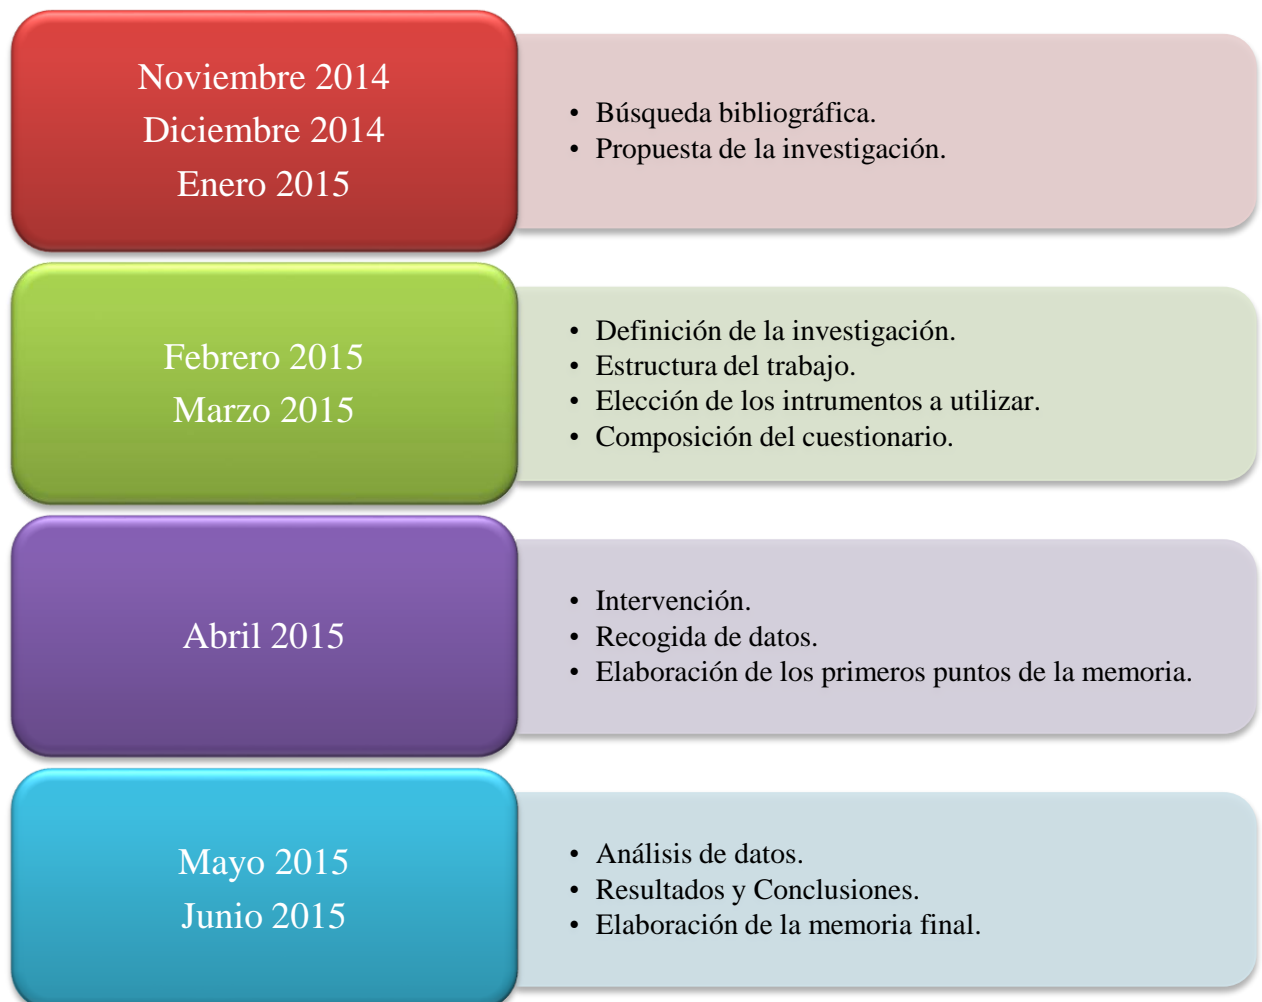 Noviembre 2014
Diciembre 2014
Enero 2015
• Búsqueda bibliográfica.
• Propuesta de la investigación.
Febrero 2015
Marzo 2015
• Definición de la investigación.
• Estructura del trabajo.
• Elección de los intrumentos a utilizar.
• Composición del cuestionario.
Abril 2015
• Intervención.
• Recogida de datos.
• Elaboración de los primeros puntos de la memoria.
Mayo 2015
Junio 2015
• Análisis de datos.
• Resultados y Conclusiones.
• Elaboración de la memoria final.